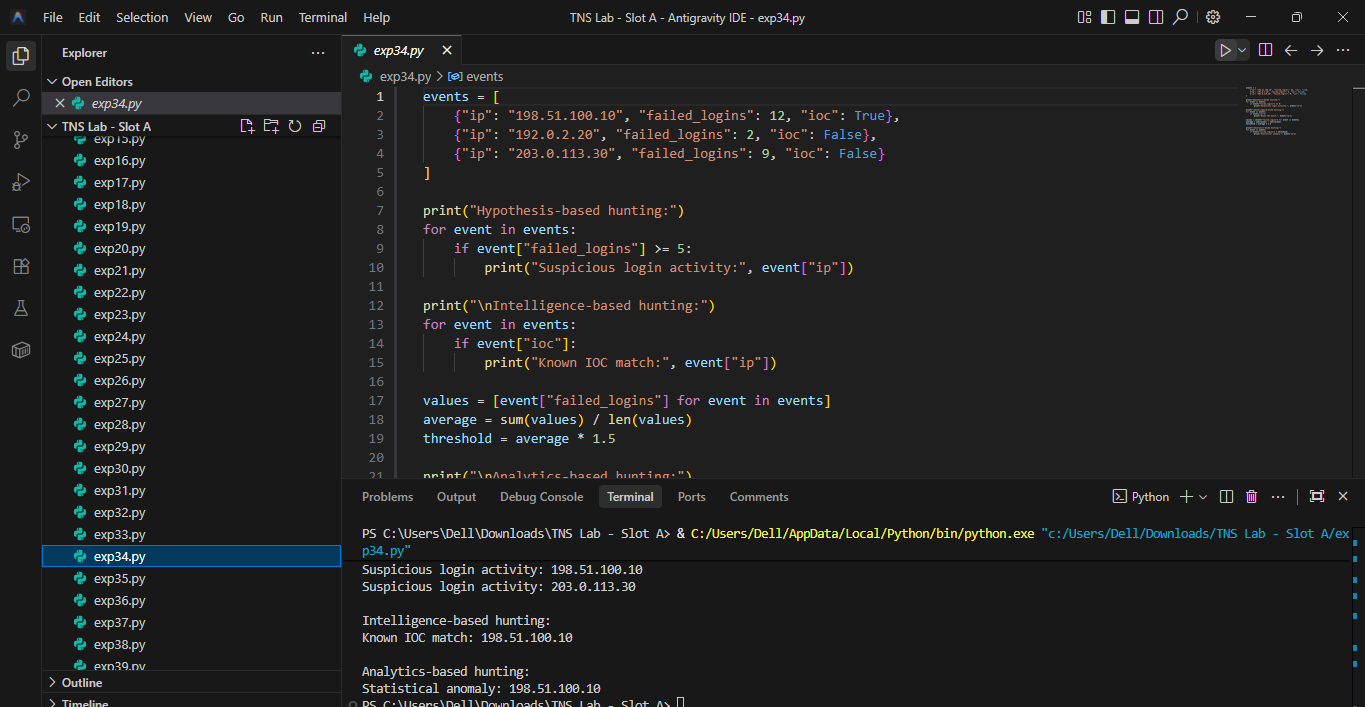 File Edit Selection View Go Run Terminal Help
TNS Lab - Slot A - Antigravity IDE - exp34.py
Explorer
Open Editors
exp34.py
TNS Lab - Slot A
exp15.py
exp16.py
exp17.py
exp18.py
exp19.py
exp20.py
exp21.py
exp22.py
exp23.py
exp24.py
exp25.py
exp26.py
exp27.py
exp28.py
exp29.py
exp30.py
exp31.py
exp32.py
exp33.py
exp34.py
exp35.py
exp36.py
exp37.py
exp38.py
exp39.py
Outline
Timeline
exp34.py
exp34.py > events
1 events = [
2 {"ip": "198.51.100.10", "failed_logins": 12, "ioc": True},
3 {"ip": "192.0.2.20", "failed_logins": 2, "ioc": False},
4 {"ip": "203.0.113.30", "failed_logins": 9, "ioc": False}
5 ]
6
7 print("Hypothesis-based hunting:")
8 for event in events:
9 if event["failed_logins"] >= 5:
10 print("Suspicious login activity:", event["ip"])
11
12 print("\nIntelligence-based hunting:")
13 for event in events:
14 if event["ioc"]:
15 print("Known IOC match:", event["ip"])
16
17 values = [event["failed_logins"] for event in events]
18 average = sum(values) / len(values)
19 threshold = average * 1.5
20
21 print("\nAnalytics-based hunting:")
Problems Output Debug Console Terminal Ports Comments
Python
PS C:\Users\Dell\Downloads\TNS Lab - Slot A> & C:/Users/Dell/AppData/Local/Python/bin/python.exe "c:/Users/Dell/Downloads/TNS Lab - Slot A/ex
p34.py"
Suspicious login activity: 198.51.100.10
Suspicious login activity: 203.0.113.30
Intelligence-based hunting:
Known IOC match: 198.51.100.10
Analytics-based hunting:
Statistical anomaly: 198.51.100.10
PS C:\Users\Dell\Downloads\TNS Lab - Slot A>